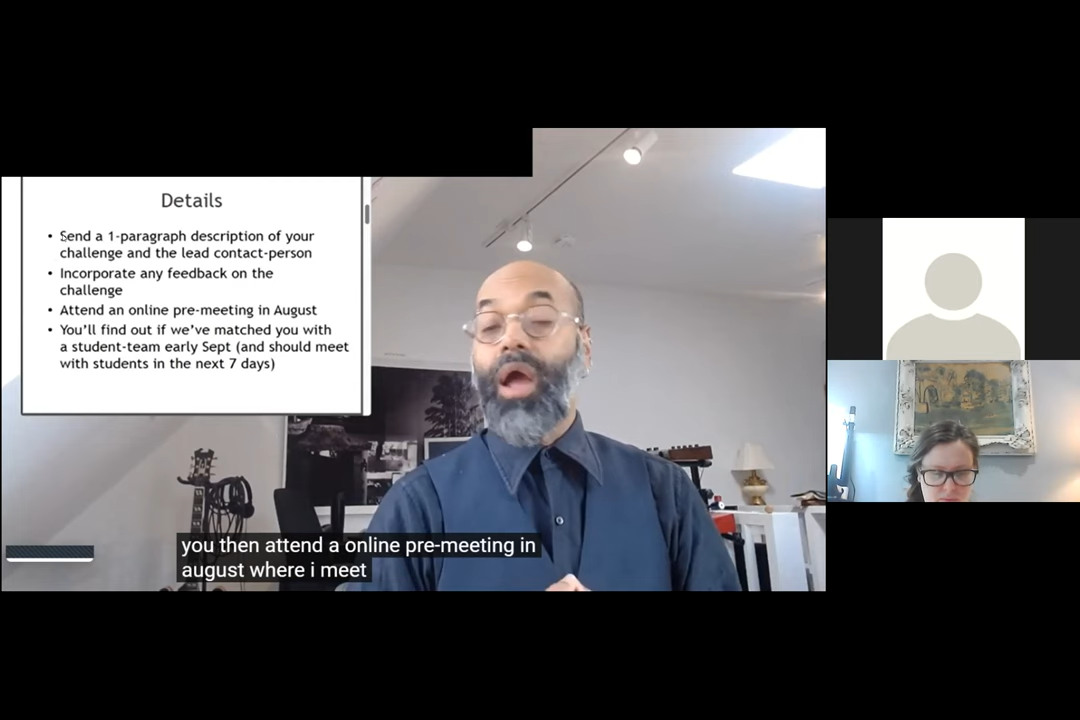 Details
• Send a 1-paragraph description of your
challenge and the lead contact-person
• Incorporate any feedback on the
challenge
• Attend an online pre-meeting in August
• You'll find out if we've matched you with
a student-team early Sept (and should meet
with students in the next 7 days)
you then attend a online pre-meeting in
august where i meet